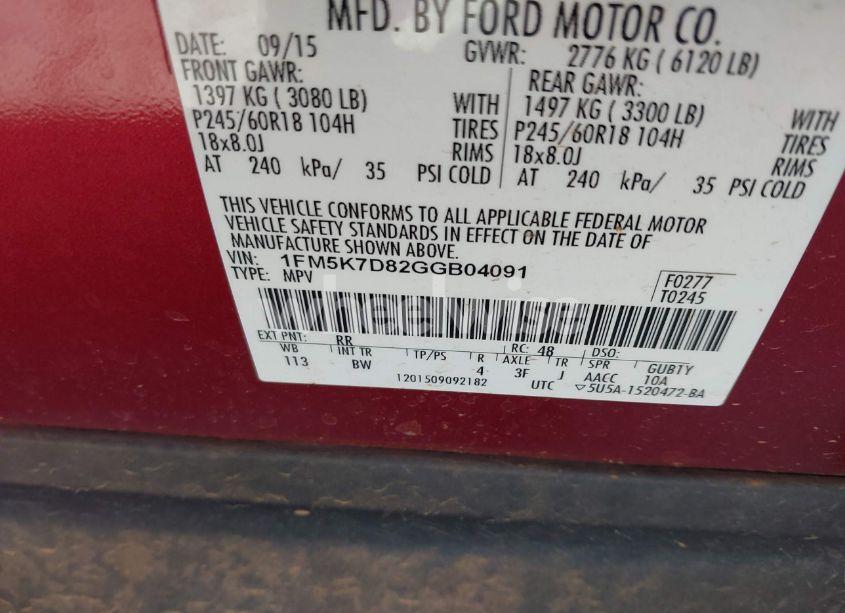 MFD. BY FORD MOTOR CO.
DATE: 09/15 GVWR: 2776 KG ( 6120 LB)
FRONT GAWR: REAR GAWR:
1397 KG ( 3080 LB) WITH 1497 KG ( 3300 LB) WITH
P245/60R18 104H TIRES P245/60R18 104H TIRES
18x8.0J RIMS 18x8.0J RIMS
AT 240 kPa/ 35 PSI COLD AT 240 kPa/ 35 PSI COLD
THIS VEHICLE CONFORMS TO ALL APPLICABLE FEDERAL MOTOR
VEHICLE SAFETY STANDARDS IN EFFECT ON THE DATE OF
MANUFACTURE SHOWN ABOVE.
VIN: 1FM5K7D82GGB04091
TYPE: MPV F0277
T0245
EXT PNT: RR RC: 48 DSO:
WB INT TR TP/PS R AXLE TR SPR GUBTY
113 BW 4 3F J AACC 10A
1201509092182 UTC ▽5U5A-1520472-BA